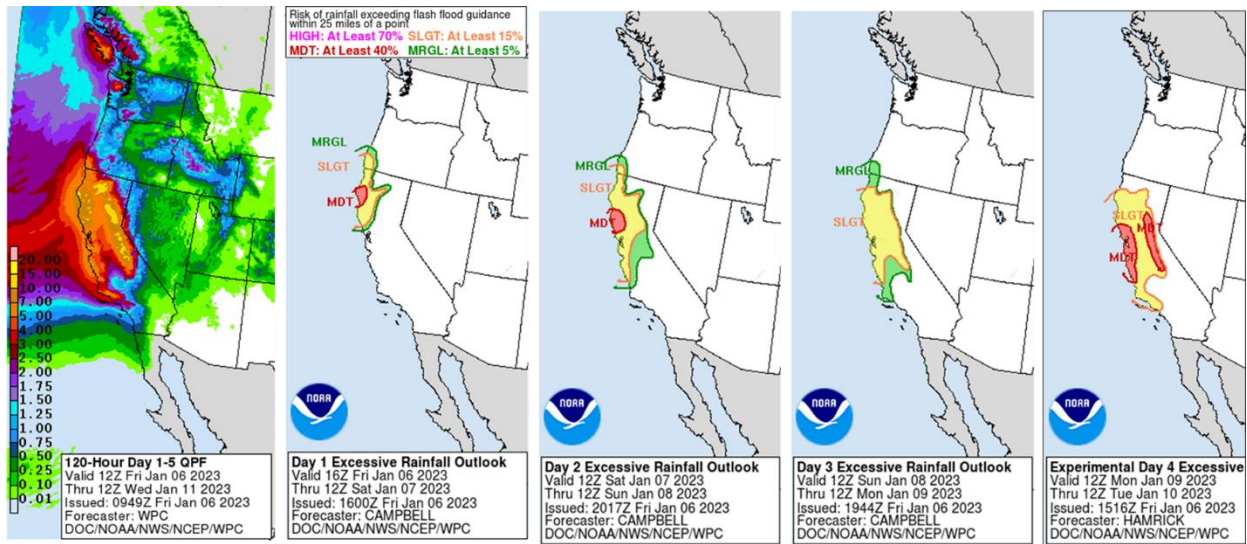 20.00
15.00
10.00
7.00
5.00
4.00
3.00
2.50
2.00
1.75
1.50
1.25
1.00
0.75
0.50
0.25
0.10
0.01
120-Hour Day 1-5 QPF
Valid 12Z Fri Jan 06 2023
Thru 12Z Wed Jan 11 2023
Issued: 0949Z Fri Jan 06 2023
Forecaster: WPC
DOC/NOAA/NWS/NCEP/WPC
Risk of rainfall exceeding flash flood guidance
within 25 miles of a point
HIGH: At Least 70% SLGT: At Least 15%
MDT: At Least 40% MRGL: At Least 5%
MRGL
SLGT
MDT
NOAA
Day 1 Excessive Rainfall Outlook
Valid 16Z Fri Jan 06 2023
Thru 12Z Sat Jan 07 2023
Issued: 1600Z Fri Jan 06 2023
Forecaster: CAMPBELL
DOC/NOAA/NWS/NCEP/WPC
MRGL
SLGT
MDT
NOAA
Day 2 Excessive Rainfall Outlook
Valid 12Z Sat Jan 07 2023
Thru 12Z Sun Jan 08 2023
Issued: 2017Z Fri Jan 06 2023
Forecaster: CAMPBELL
DOC/NOAA/NWS/NCEP/WPC
MRGL
SLGT
NOAA
Day 3 Excessive Rainfall Outlook
Valid 12Z Sun Jan 08 2023
Thru 12Z Mon Jan 09 2023
Issued: 1944Z Fri Jan 06 2023
Forecaster: CAMPBELL
DOC/NOAA/NWS/NCEP/WPC
SLGT
MDT
MDT
NOAA
Experimental Day 4 Excessive
Valid 12Z Mon Jan 09 2023
Thru 12Z Tue Jan 10 2023
Issued: 1516Z Fri Jan 06 2023
Forecaster: HAMRICK
DOC/NOAA/NWS/NCEP/WPC